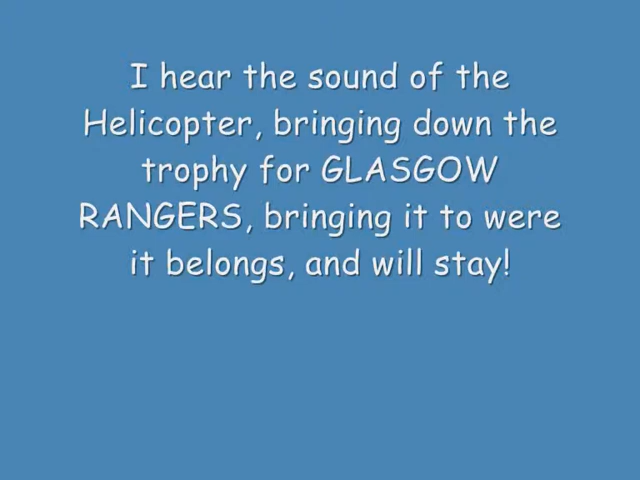 I hear the sound of the
Helicopter, bringing down the
trophy for GLASGOW
RANGERS, bringing it to were
it belongs, and will stay!